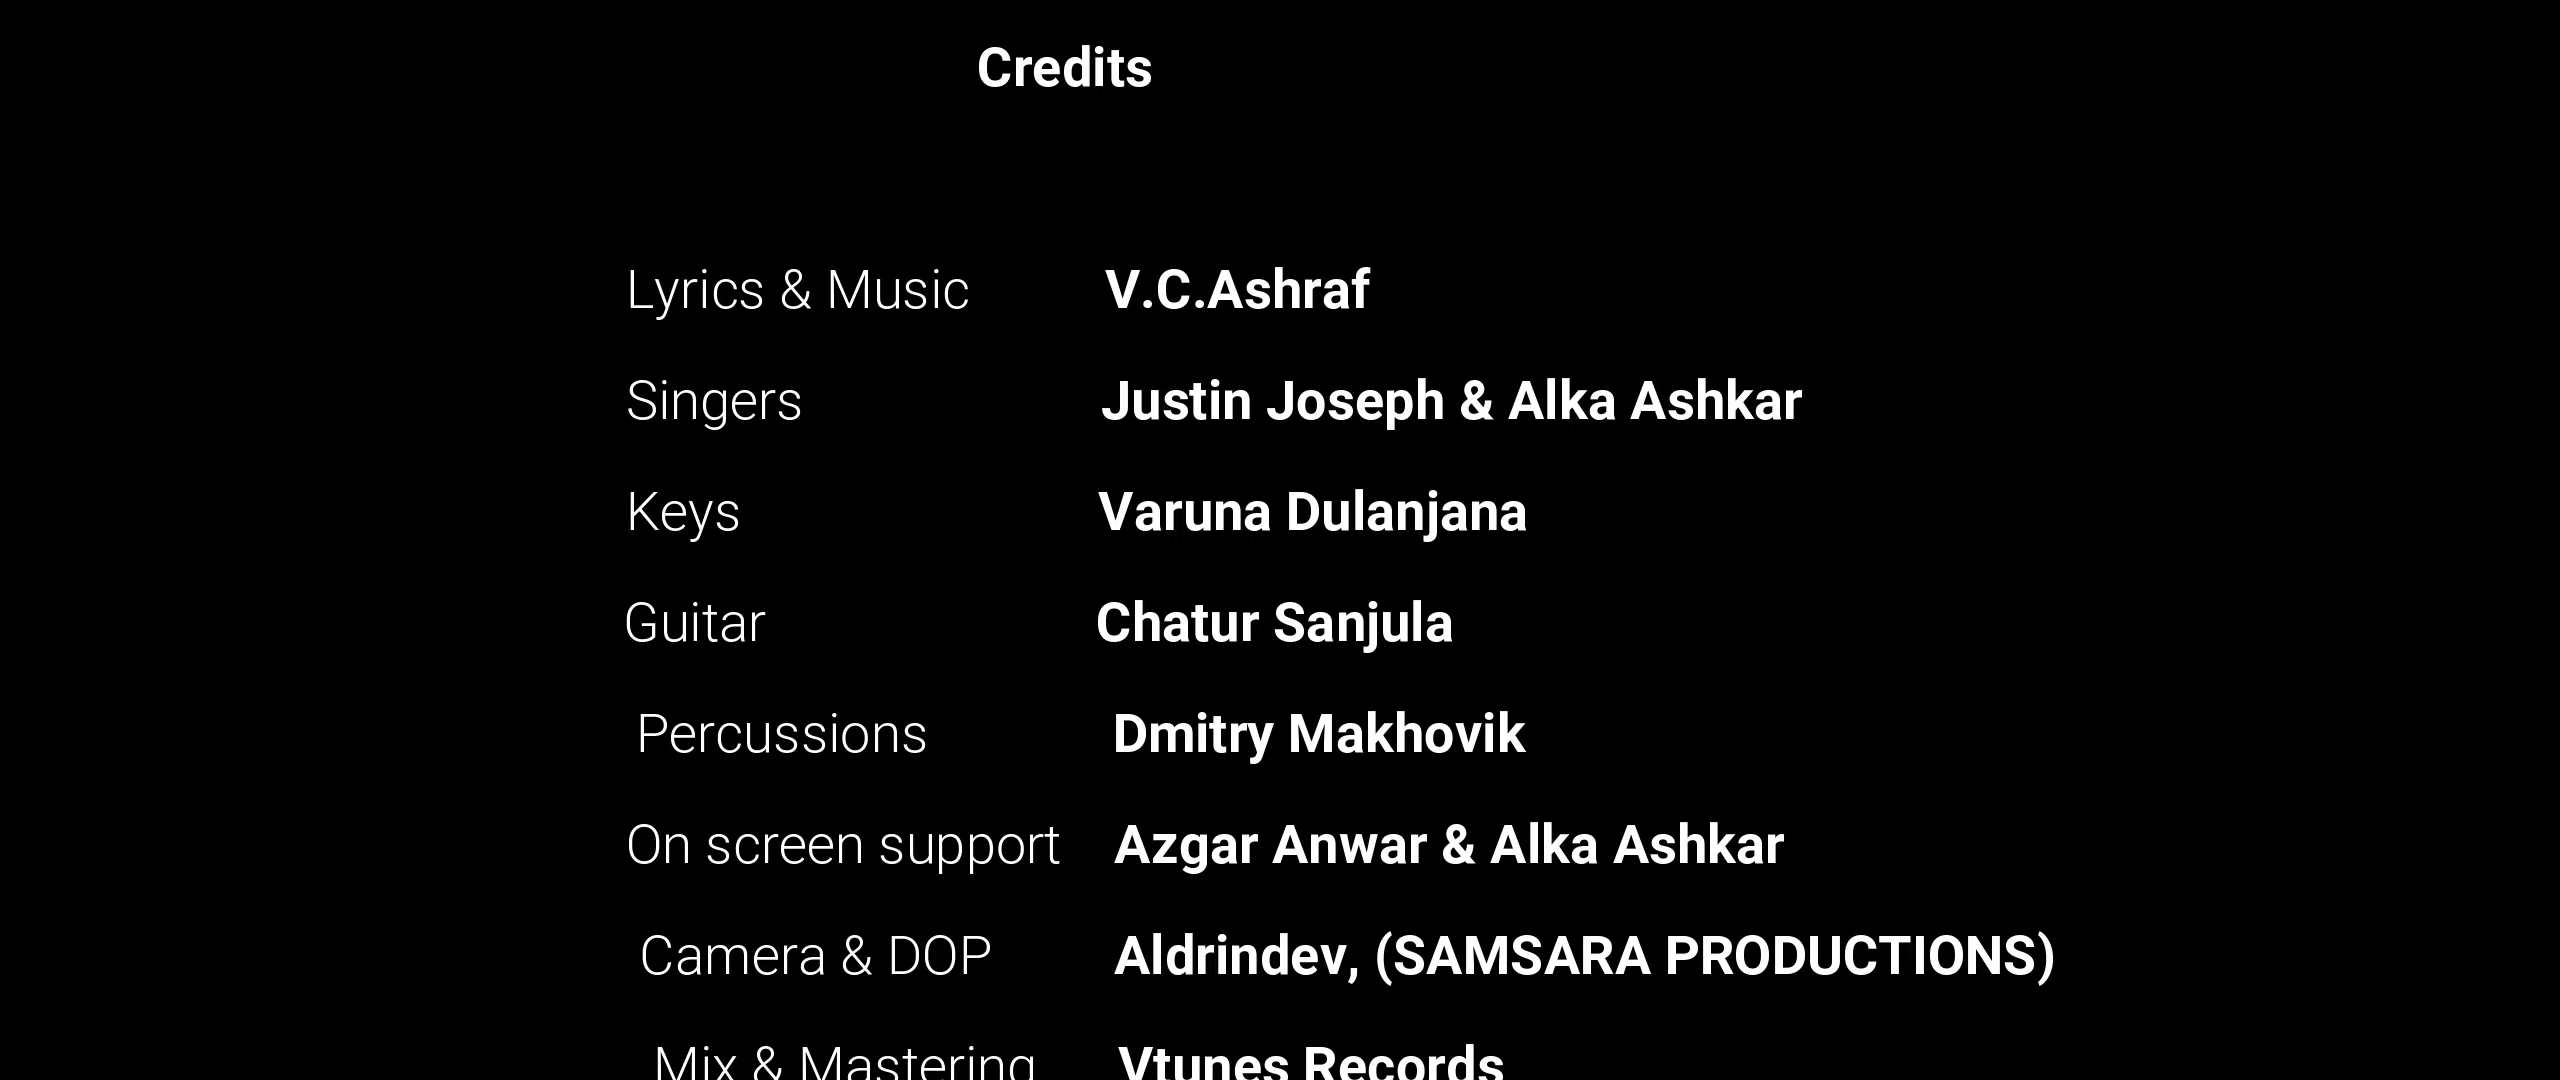 Credits
Lyrics & Music V.C.Ashraf
Singers Justin Joseph & Alka Ashkar
Keys Varuna Dulanjana
Guitar Chatur Sanjula
Percussions Dmitry Makhovik
On screen support Azgar Anwar & Alka Ashkar
Camera & DOP Aldrindev, (SAMSARA PRODUCTIONS)
Mix & Mastering Vtunes Records